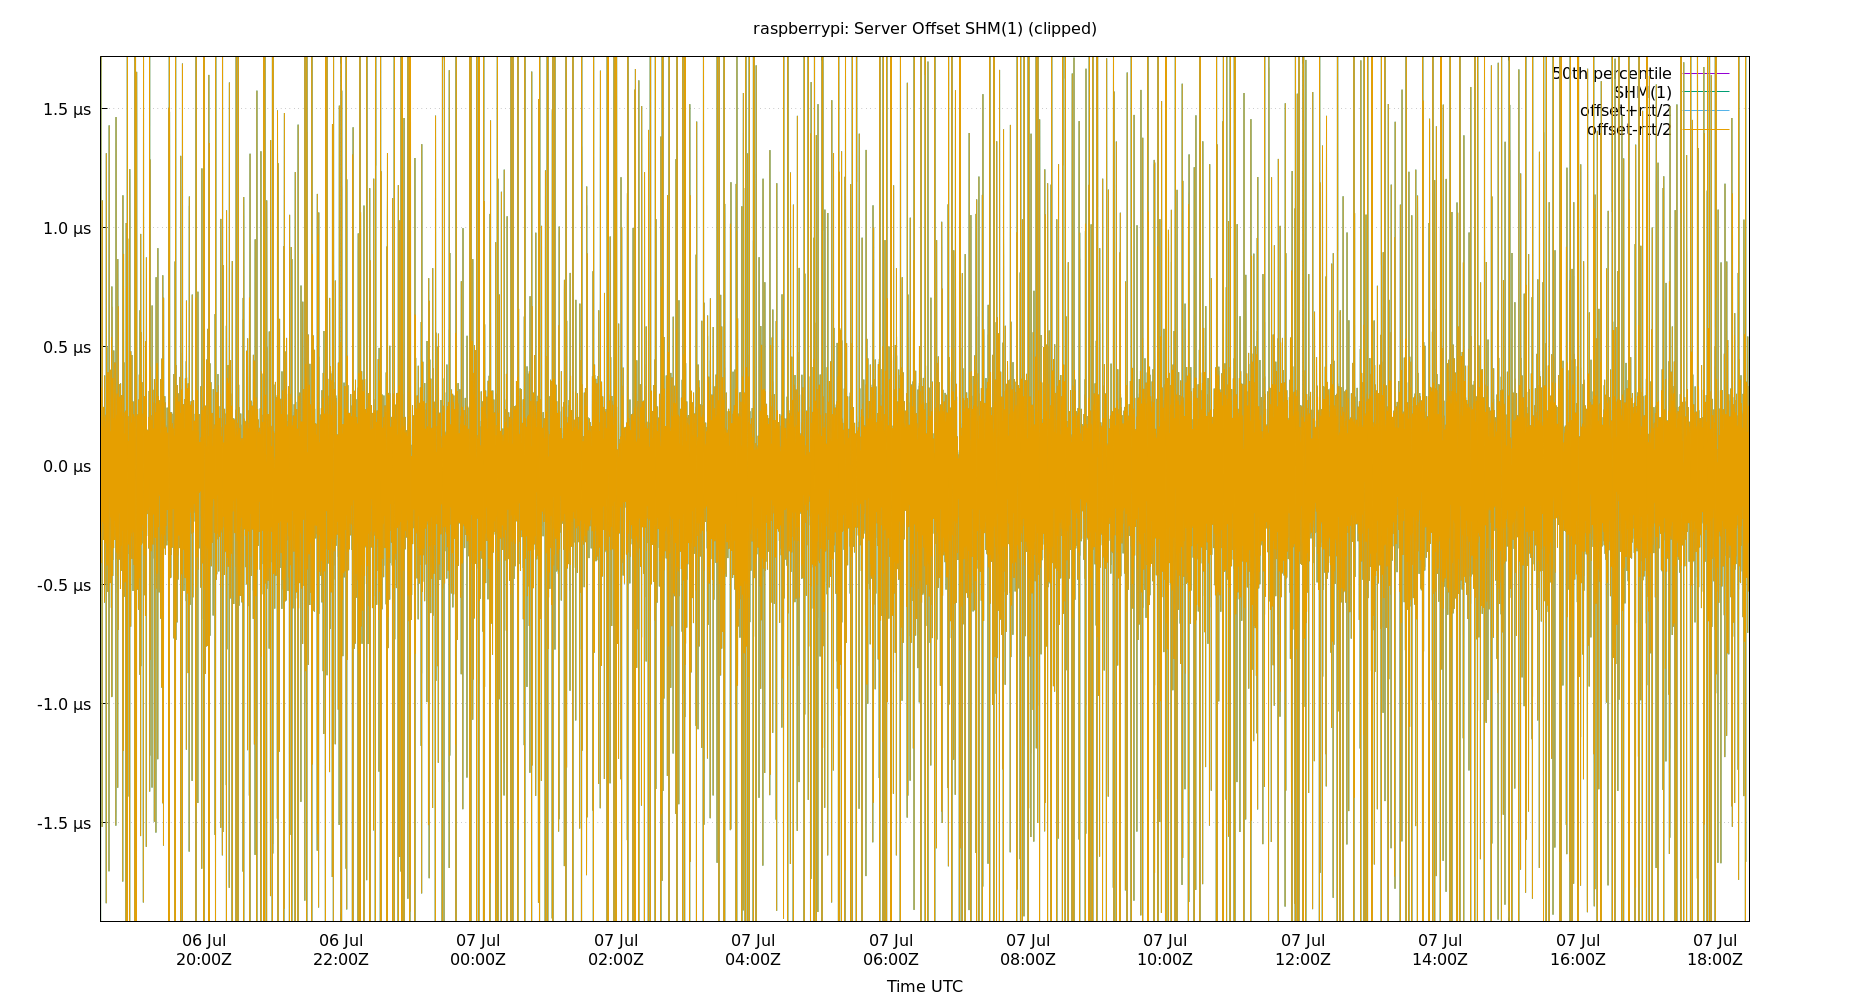 raspberrypi: Server Offset SHM(1) (clipped)
50th percentile
SHM(1)
offset+rtt/2
offset-rtt/2
1.5 µs
1.0 µs
0.5 µs
0.0 µs
-0.5 µs
-1.0 µs
-1.5 µs
06 Jul 06 Jul 07 Jul 07 Jul 07 Jul 07 Jul 07 Jul 07 Jul 07 Jul 07 Jul 07 Jul 07 Jul
20:00Z 22:00Z 00:00Z 02:00Z 04:00Z 06:00Z 08:00Z 10:00Z 12:00Z 14:00Z 16:00Z 18:00Z
Time UTC